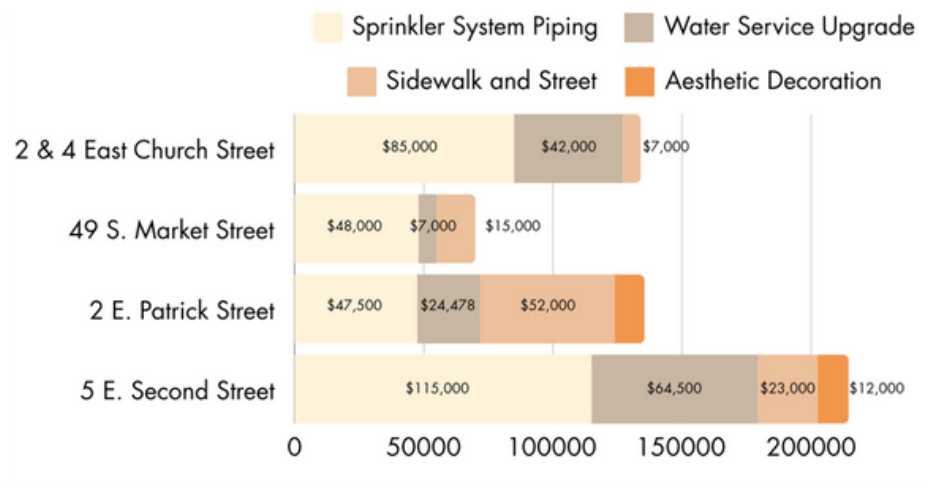 Sprinkler System Piping Water Service Upgrade
Sidewalk and Street Aesthetic Decoration
2 & 4 East Church Street $85,000 $42,000 $7,000
49 S. Market Street $48,000 $7,000 $15,000
2 E. Patrick Street $47,500 $24,478 $52,000
5 E. Second Street $115,000 $64,500 $23,000 $12,000
0 50000 100000 150000 200000